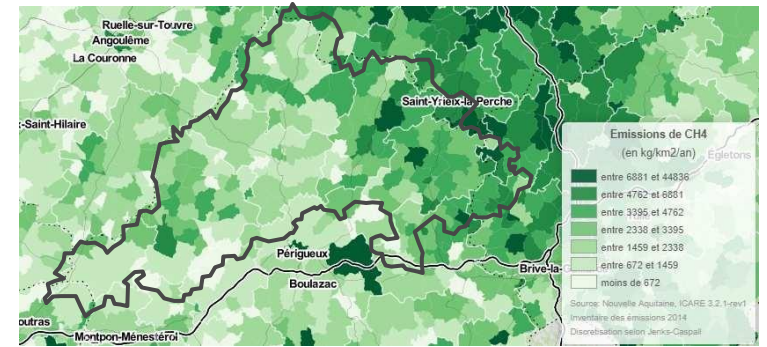 Ruelle-sur-Touvre
Angoulême
La Couronne
Saint-Yrieix-la-Perche
x-Saint-Hilaire
Emissions de CH4
(en kg/km2/an)
Egletons
entre 6881 et 44836
entre 4762 et 6881
entre 3395 et 4762
entre 2338 et 3395
entre 1459 et 2338
entre 672 et 1459
moins de 672
Périgueux
Brive-la-G
Boulazac
Source: Nouvelle Aquitaine, ICARE 3.2.1-rev1
Inventaire des émissions 2014
Discretisation selon Jenks-Caspall
outras
Montpon-Ménestérol